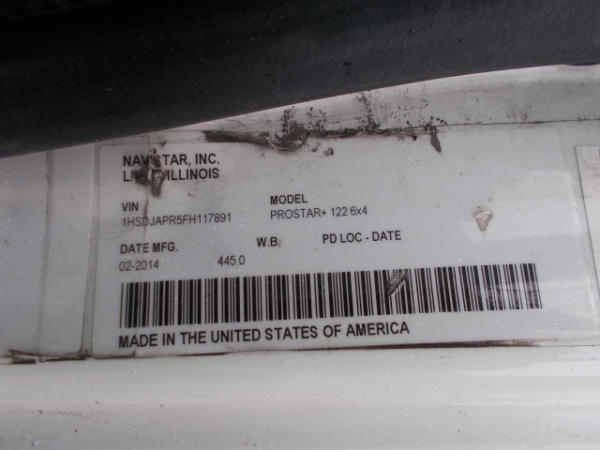 NAVISTAR, INC.
ILLINOIS
VIN MODEL
1HSDJAPR5FH117891 PROSTAR+ 122 6x4
DATE MFG. W.B. PD LOC - DATE
02-2014 445.0
MADE IN THE UNITED STATES OF AMERICA